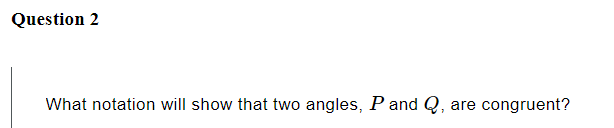 Question 2
What notation will show that two angles, P and Q, are congruent?